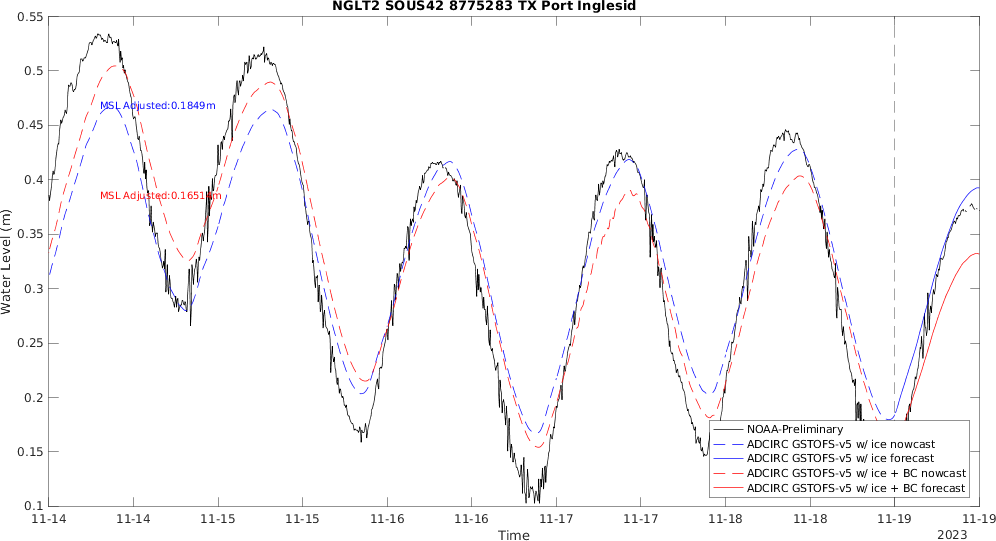 NGLT2 SOUS42 8775283 TX Port Inglesid
0.55
0.5
0.45
0.4
0.35
0.3
0.25
0.2
0.15
0.1
Water Level (m)
MSL Adjusted:0.1849m
MSL Adjusted:0.1651m
NOAA-Preliminary
ADCIRC GSTOFS-v5 w/ ice nowcast
ADCIRC GSTOFS-v5 w/ ice forecast
ADCIRC GSTOFS-v5 w/ ice + BC nowcast
ADCIRC GSTOFS-v5 w/ ice + BC forecast
11-14 11-14 11-15 11-15 11-16 11-16 11-17 11-17 11-18 11-18 11-19 11-19
Time
2023